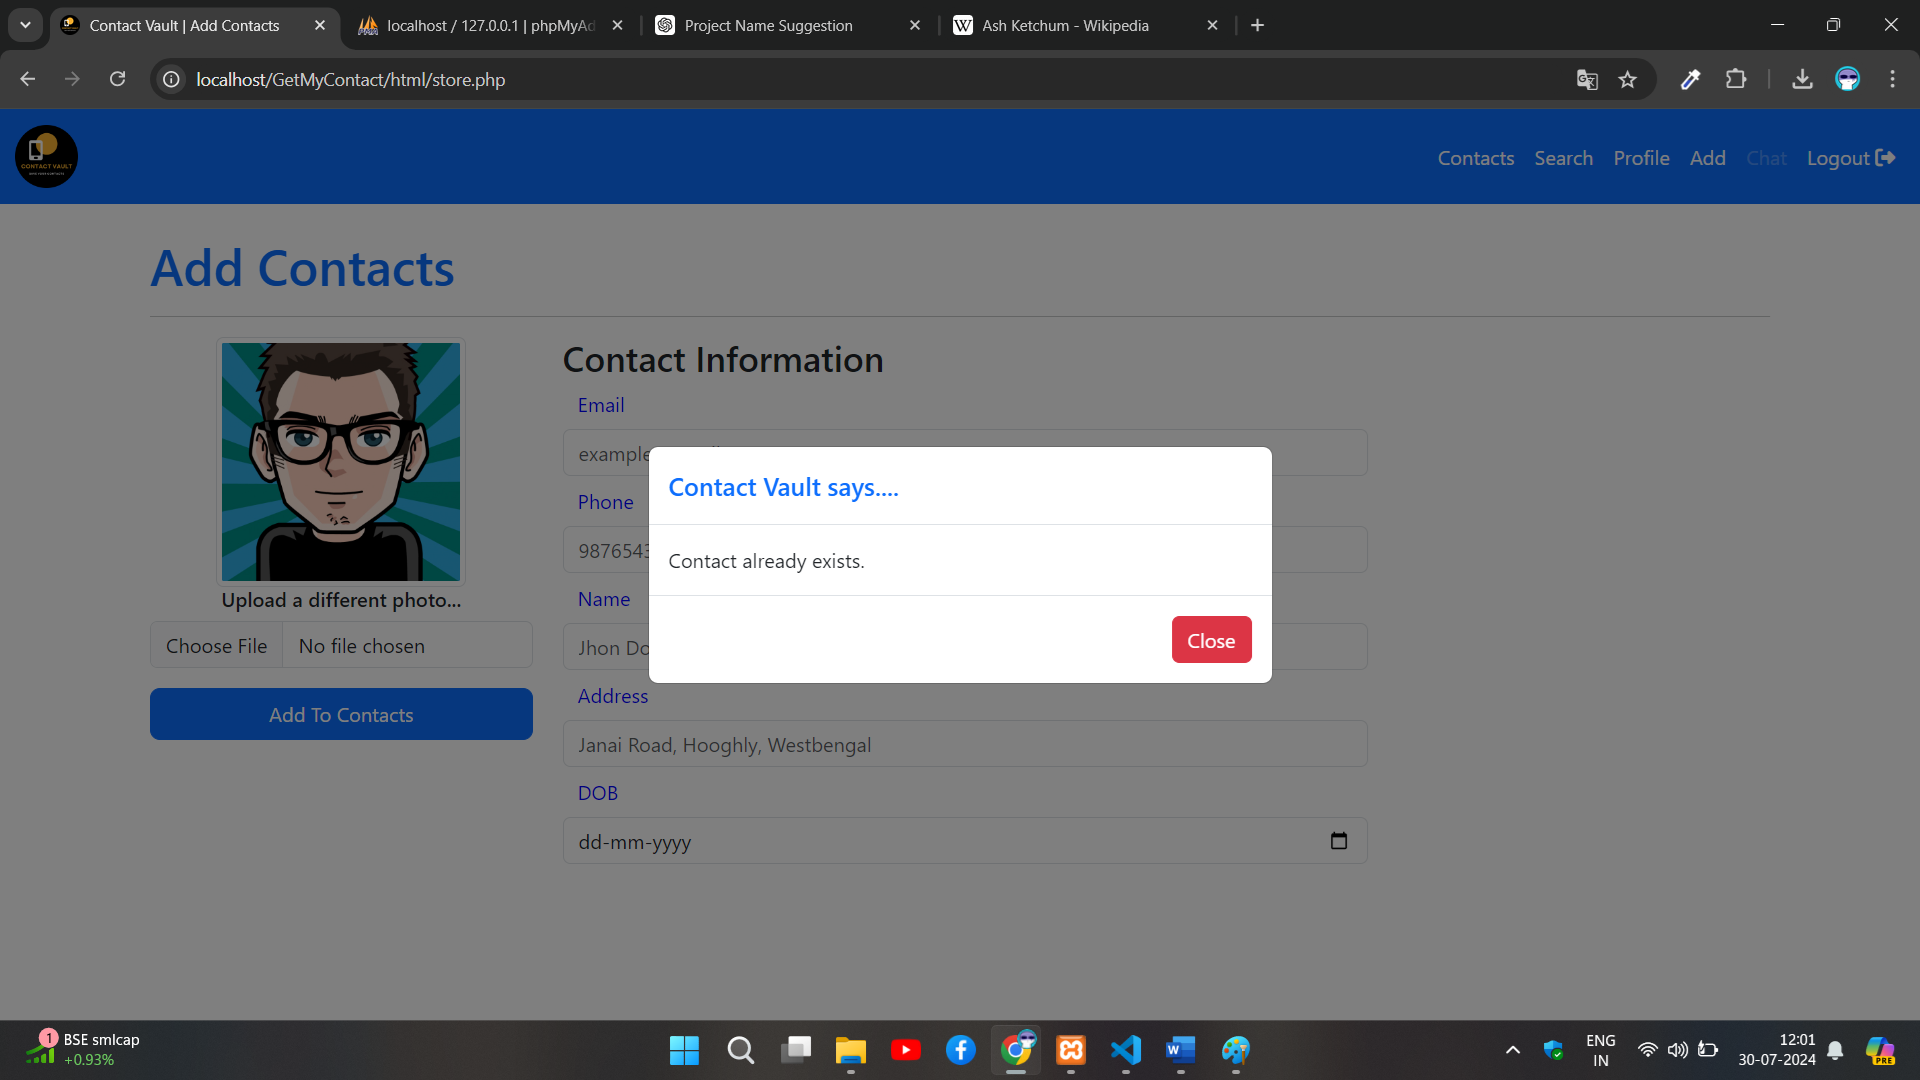 Contact Vault | Add Contacts
localhost / 127.0.0.1 | phpMyAd
Project Name Suggestion
Ash Ketchum - Wikipedia
localhost/GetMyContact/html/store.php
CONTACT VAULT
Contacts
Search
Profile
Add
Chat
Logout
Add Contacts
Contact Information
Email
example
Phone
987654
Name
Jhon Do
Address
Janai Road, Hooghly, Westbengal
DOB
dd-mm-yyyy
Upload a different photo...
Choose File
No file chosen
Add To Contacts
Contact Vault says....
Contact already exists.
Close
1
BSE smlcap
+0.93%
ENG
IN
12:01
30-07-2024
PRE